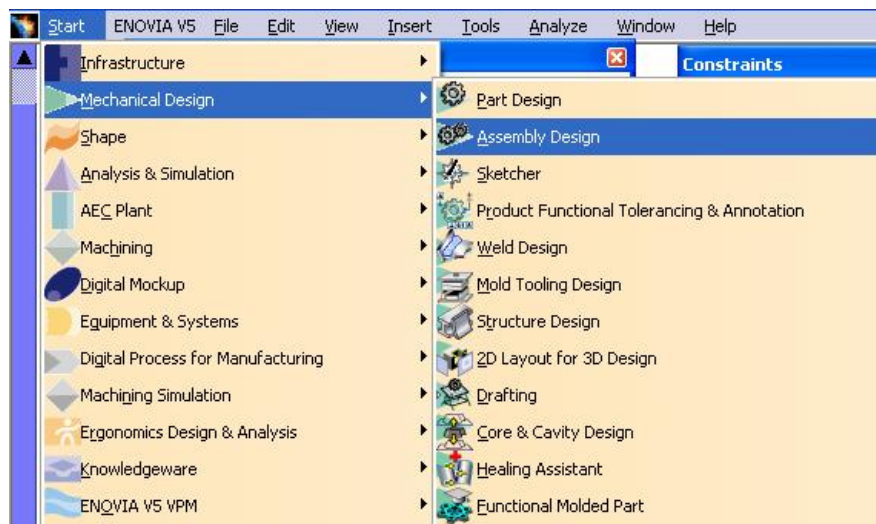 Start ENOVIA V5 File Edit View Insert Tools Analyze Window Help
Constraints
Infrastructure
Mechanical Design
Shape
Analysis & Simulation
AEC Plant
Machining
Digital Mockup
Equipment & Systems
Digital Process for Manufacturing
Machining Simulation
Ergonomics Design & Analysis
Knowledgeware
ENOVIA V5 VPM
Part Design
Assembly Design
Sketcher
Product Functional Tolerancing & Annotation
Weld Design
Mold Tooling Design
Structure Design
2D Layout for 3D Design
Drafting
Core & Cavity Design
Healing Assistant
Functional Molded Part